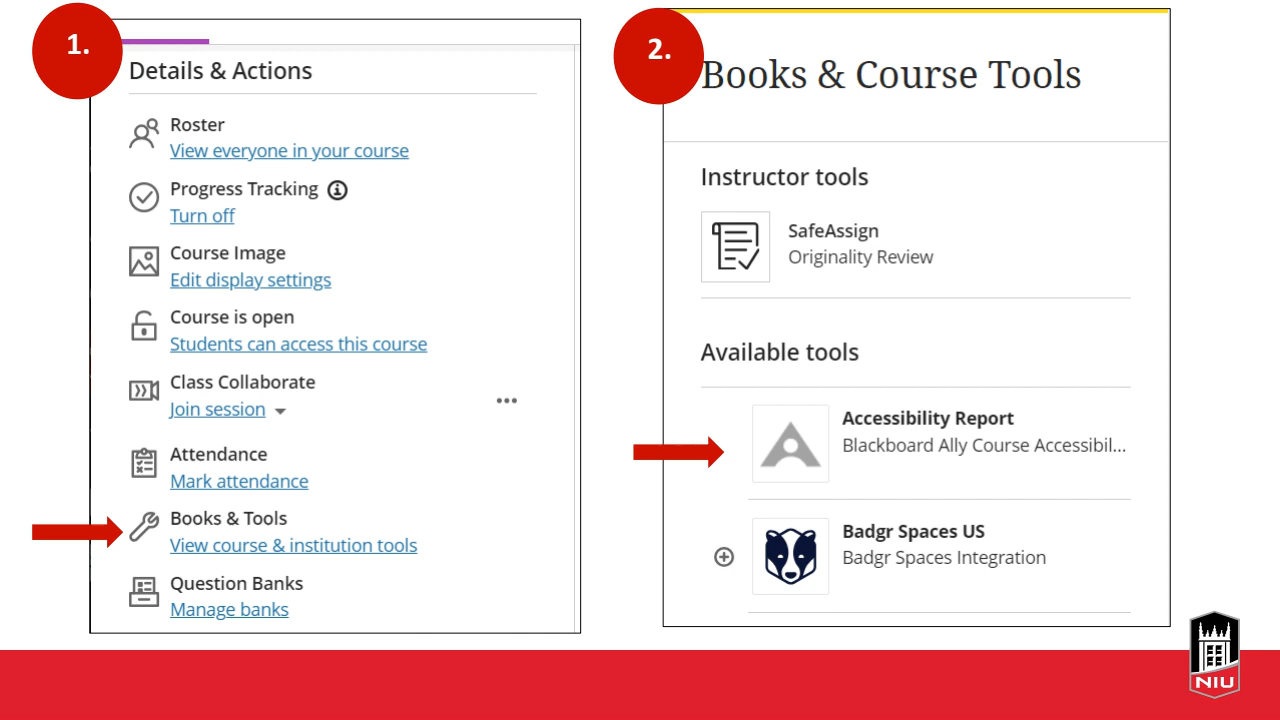 1.
Details & Actions
Roster
View everyone in your course
Progress Tracking
Turn off
Course Image
Edit display settings
Course is open
Students can access this course
Class Collaborate
Join session
Attendance
Mark attendance
Books & Tools
View course & institution tools
Question Banks
Manage banks
2.
Books & Course Tools
Instructor tools
SafeAssign
Originality Review
Available tools
Accessibility Report
Blackboard Ally Course Accessibil...
Badgr Spaces US
Badgr Spaces Integration
NIU